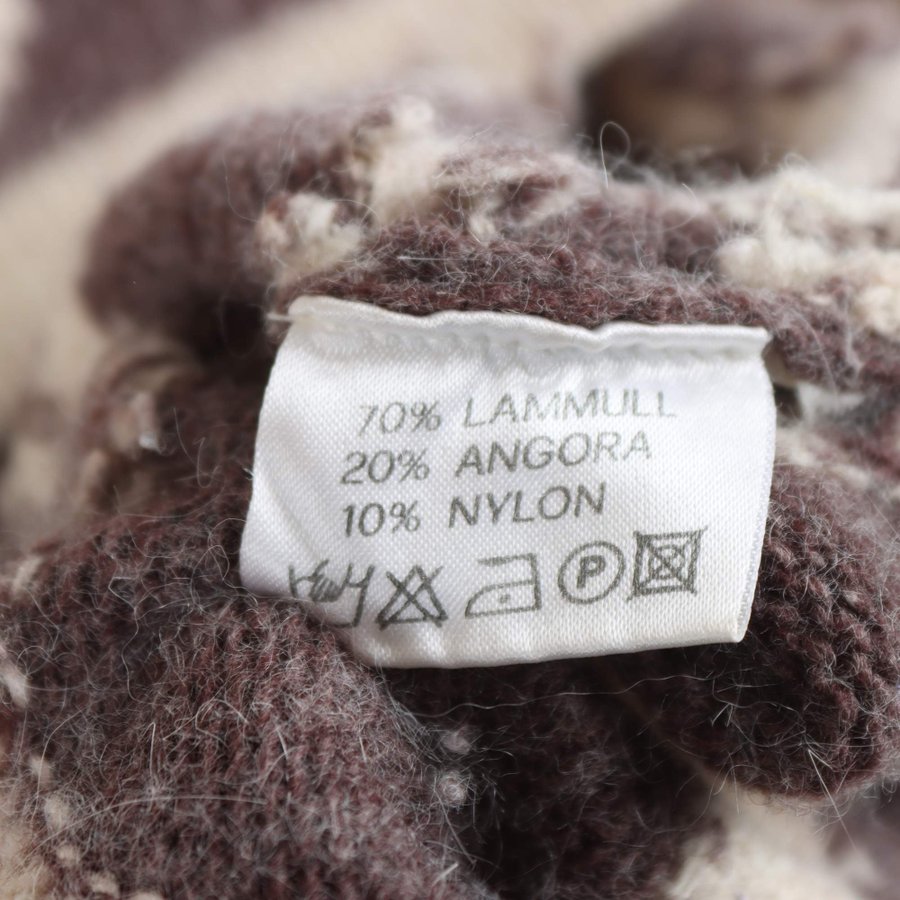 70% LAMMULL
20% ANGORA
10% NYLON
P